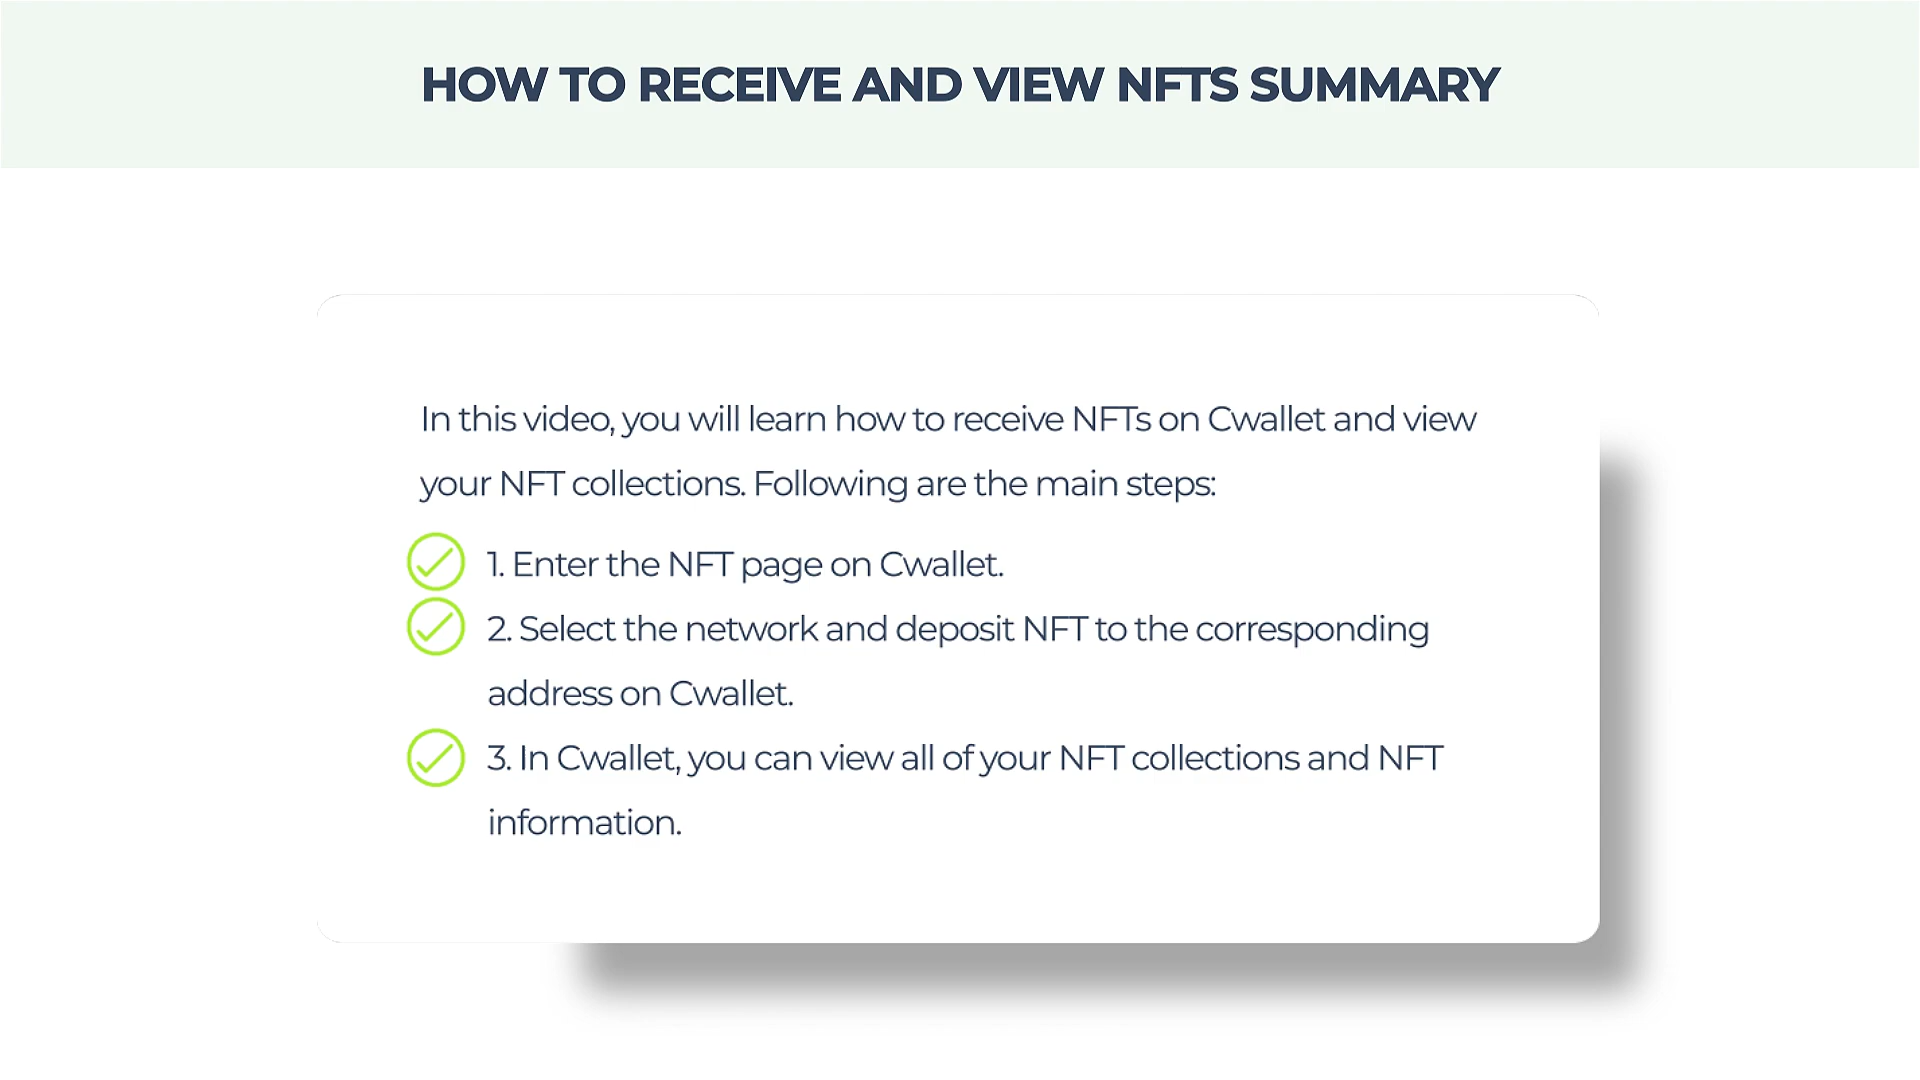 HOW TO RECEIVE AND VIEW NFTS SUMMARY
In this video, you will learn how to receive NFTs on Cwallet and view
your NFT collections. Following are the main steps:
1. Enter the NFT page on Cwallet.
2. Select the network and deposit NFT to the corresponding
address on Cwallet.
3. In Cwallet, you can view all of your NFT collections and NFT
information.